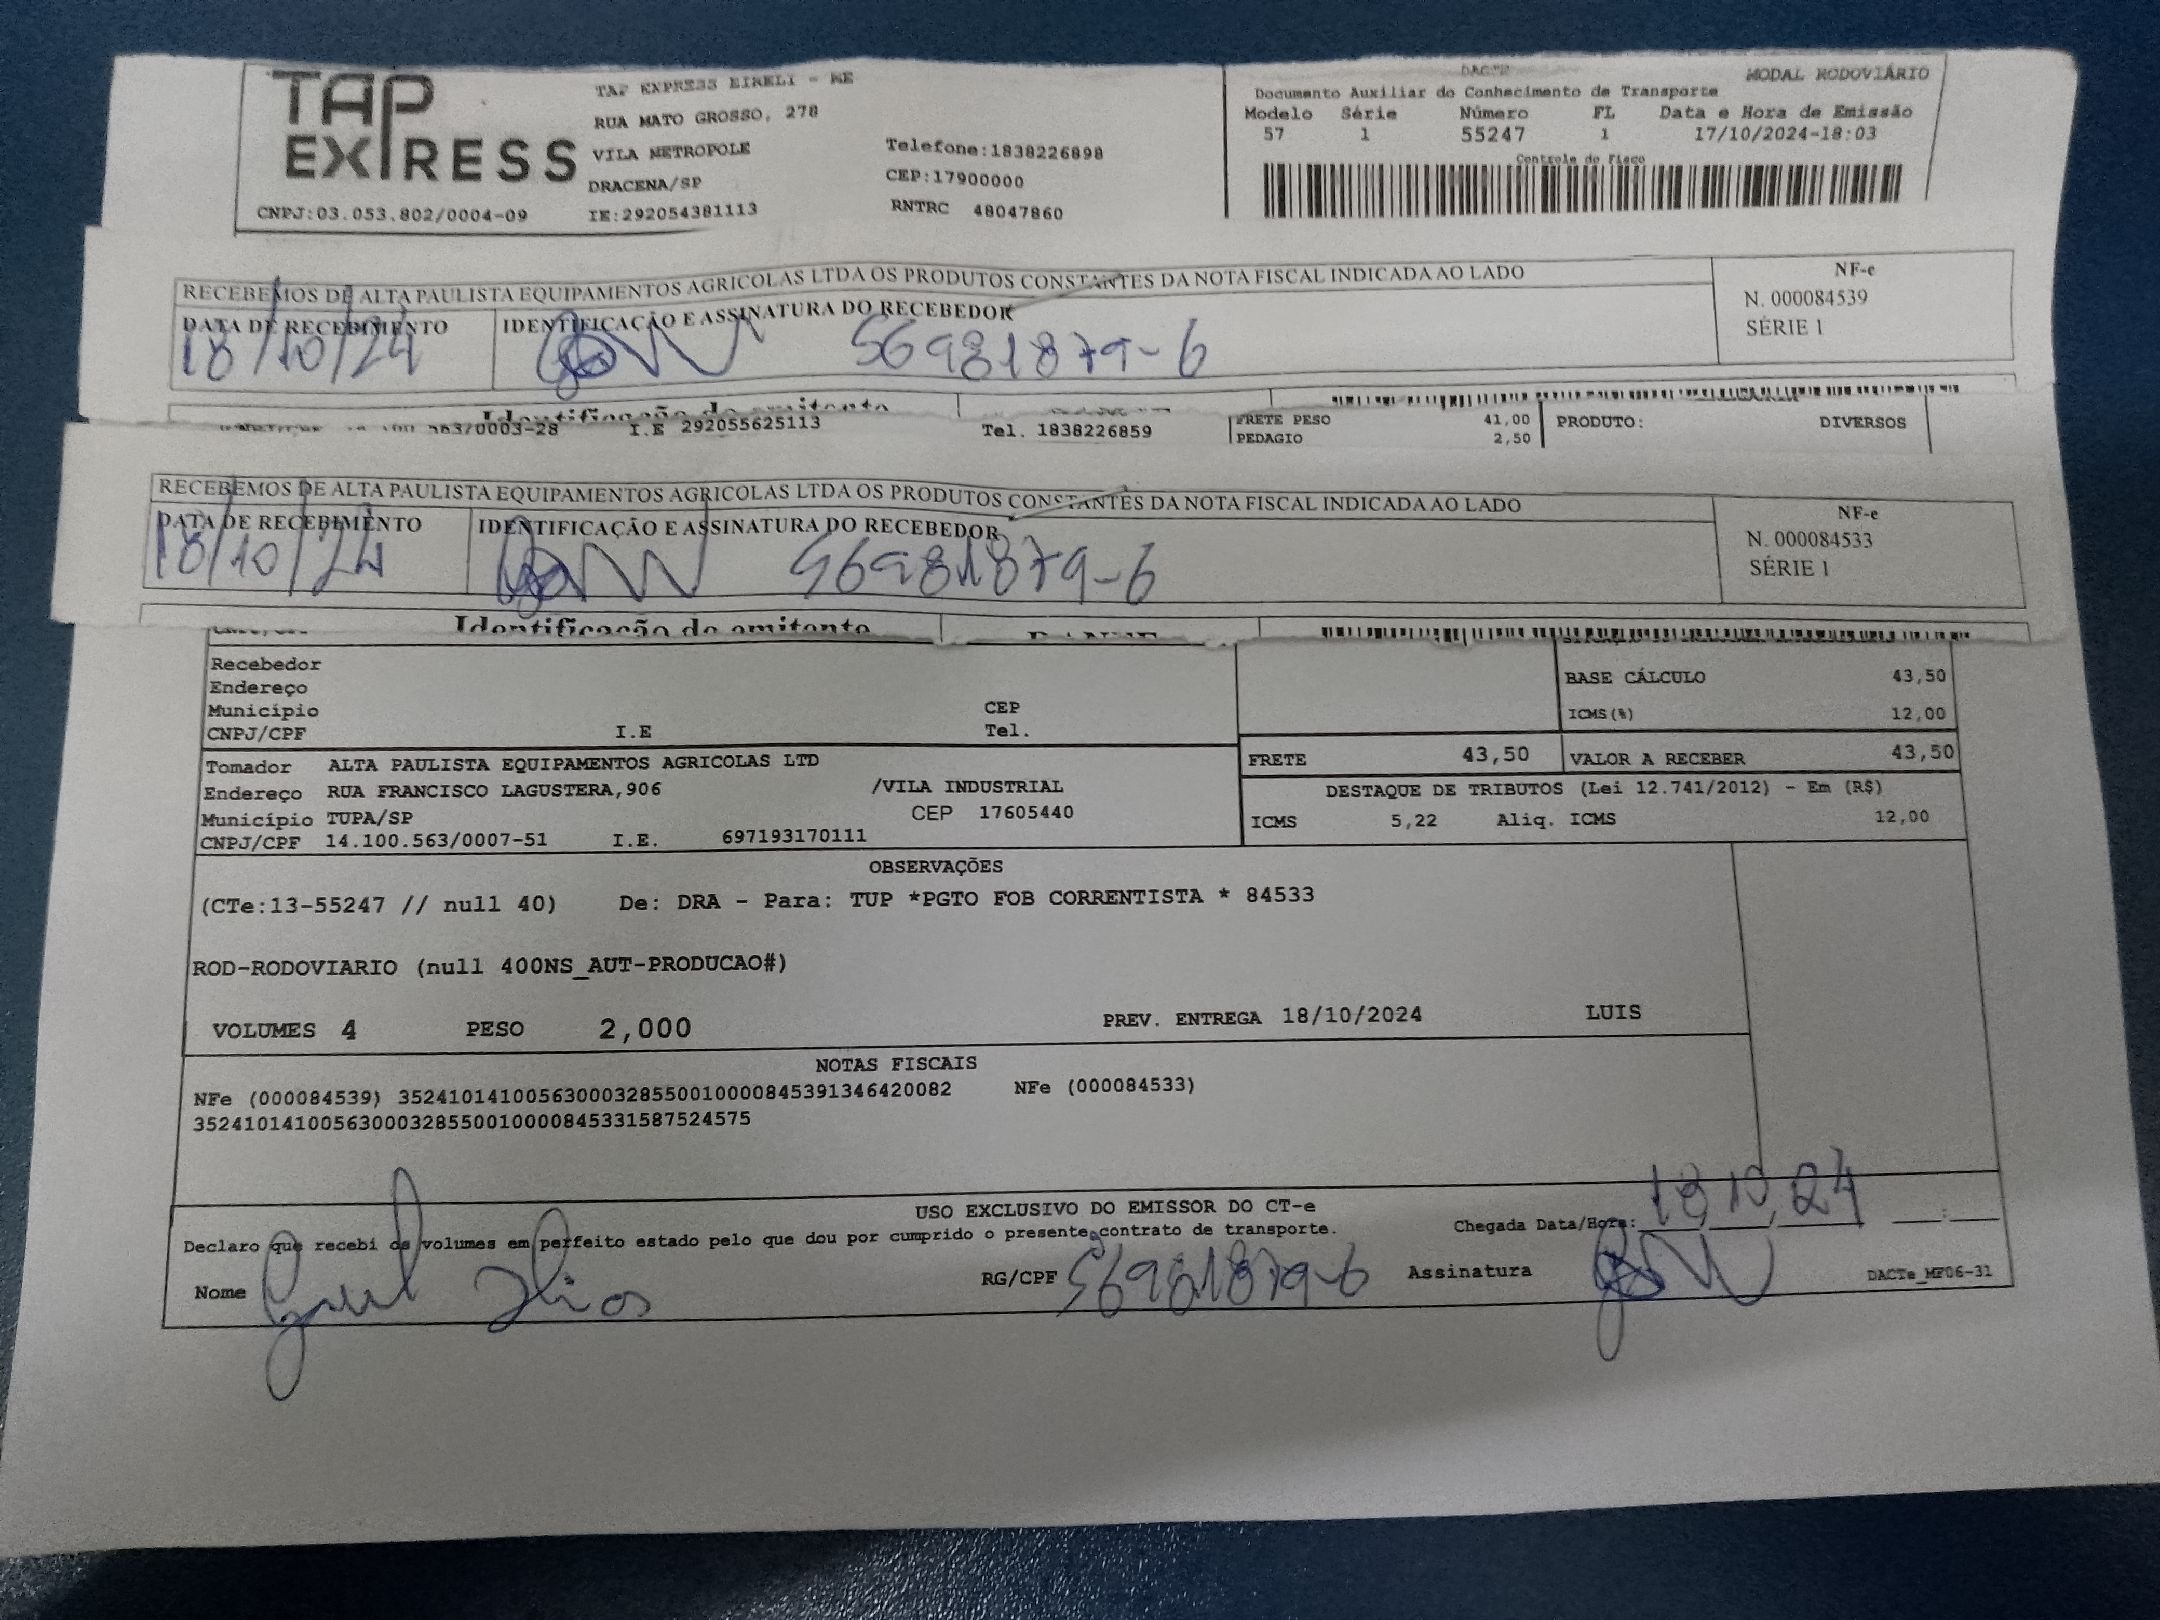 TAP EXPRESS
TAP EXPRESS EIRELI - ME
RUA MATO GROSSO, 278
VILA METROPOLE
DRACENA/SP
CNPJ:03.053.802/0004-09 IE:292054381113
Telefone:1838226898
CEP:17900000
RNTRC 48047860
DACTE MODAL RODOVIÁRIO
Documento Auxiliar do Conhecimento de Transporte
Modelo Série Número FL Data e Hora de Emissão
57 1 55247 1 17/10/2024-18:03
Controle do Fisco
RECEBEMOS DE ALTA PAULISTA EQUIPAMENTOS AGRICOLAS LTDA OS PRODUTOS CONSTANTES DA NOTA FISCAL INDICADA AO LADO
DATA DE RECEBIMENTO IDENTIFICAÇÃO E ASSINATURA DO RECEBEDOR
18/10/24 56981879-6
NF-e
N. 000084539
SÉRIE 1
Identificação do emitente
563/0003-28 I.E 292055625113 Tel. 1838226859
FRETE PESO 41,00 PRODUTO: DIVERSOS
PEDAGIO 2,50
RECEBEMOS DE ALTA PAULISTA EQUIPAMENTOS AGRICOLAS LTDA OS PRODUTOS CONSTANTES DA NOTA FISCAL INDICADA AO LADO
DATA DE RECEBIMENTO IDENTIFICAÇÃO E ASSINATURA DO RECEBEDOR
18/10/24 56981879-6
NF-e
N. 000084533
SÉRIE 1
Identificação do emitente
Recebedor
Endereço
Município CEP
CNPJ/CPF I.E Tel.
BASE CÁLCULO 43,50
ICMS(%) 12,00
FRETE 43,50 VALOR A RECEBER 43,50
Tomador ALTA PAULISTA EQUIPAMENTOS AGRICOLAS LTD
Endereço RUA FRANCISCO LAGUSTERA,906 /VILA INDUSTRIAL
Município TUPA/SP CEP 17605440
CNPJ/CPF 14.100.563/0007-51 I.E. 697193170111
DESTAQUE DE TRIBUTOS (Lei 12.741/2012) - Em (R$)
ICMS 5,22 Aliq. ICMS 12,00
OBSERVAÇÕES
(CTe:13-55247 // null 40) De: DRA - Para: TUP *PGTO FOB CORRENTISTA * 84533
ROD-RODOVIARIO (null 400NS_AUT-PRODUCAO#)
VOLUMES 4 PESO 2,000 PREV. ENTREGA 18/10/2024 LUIS
NOTAS FISCAIS
NFe (000084539) 35241014100563000328550010000845391346420082 NFe (000084533)
35241014100563000328550010000845331587524575
USO EXCLUSIVO DO EMISSOR DO CT-e
Declaro que recebi os volumes em perfeito estado pelo que dou por cumprido o presente contrato de transporte.
Chegada Data/Hora: 18 10 24 __:__
Nome RG/CPF 56981879-6 Assinatura
DACTe_MF06-31